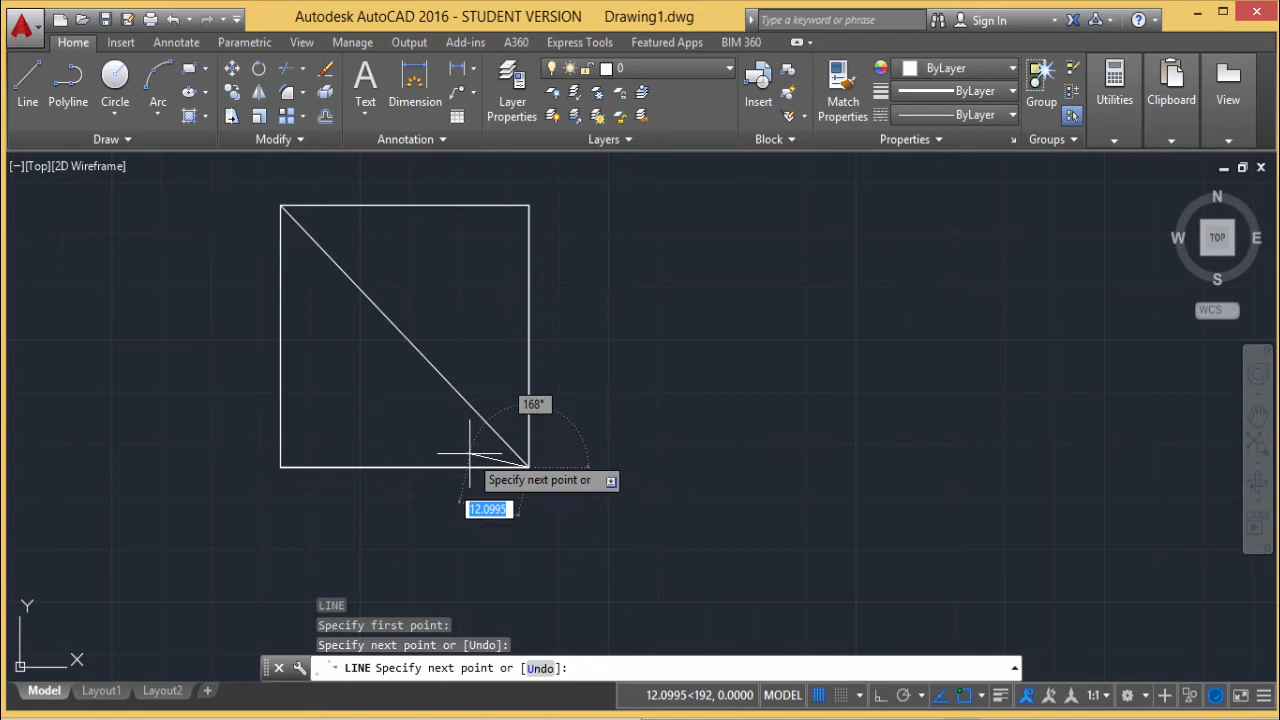 Autodesk AutoCAD 2016 - STUDENT VERSION Drawing1.dwg
Type a keyword or phrase
Sign In
Home Insert Annotate Parametric View Manage Output Add-ins A360 Express Tools Featured Apps BIM 360
Line Polyline Circle Arc
Text Dimension
Layer Properties
0
Insert
Match Properties
ByLayer
ByLayer
ByLayer
Group
Utilities
Clipboard
View
Draw Modify Annotation Layers Block Properties Groups
[−][Top][2D Wireframe]
N
W TOP E
S
WCS
168°
Specify next point or
12.0995
Y
X
LINE
Specify first point:
Specify next point or [Undo]:
LINE Specify next point or [Undo]:
Model Layout1 Layout2 +
12.0995<192, 0.0000 MODEL 1:1